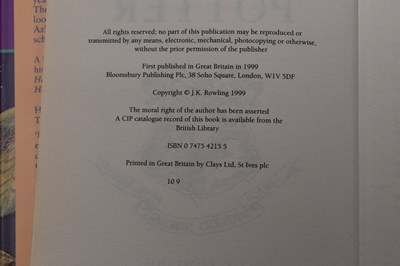 POTTER
All rights reserved; no part of this publication may be reproduced or
transmitted by any means, electronic, mechanical, photocopying or otherwise,
without the prior permission of the publisher
First published in Great Britain in 1999
Bloomsbury Publishing Plc, 38 Soho Square, London, W1V 5DF
Copyright © J.K. Rowling 1999
The moral right of the author has been asserted
A CIP catalogue record of this book is available from the
British Library
ISBN 0 7475 4215 5
Printed in Great Britain by Clays Ltd, St Ives plc
10 9